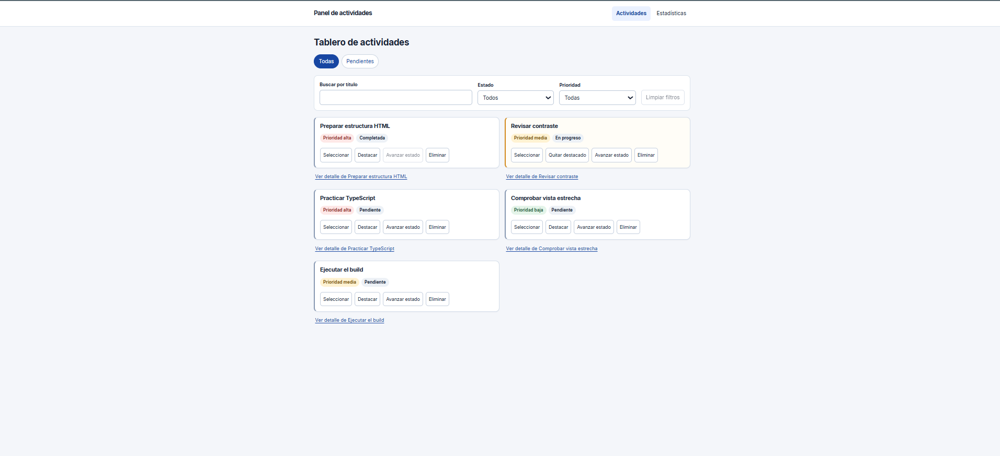 Panel de actividades
Actividades Estadísticas
Tablero de actividades
Todas Pendientes
Buscar por título Estado Prioridad
Todos Todas Limpiar filtros
Preparar estructura HTML
Prioridad alta Completada
Seleccionar Destacar Avanzar estado Eliminar
Ver detalle de Preparar estructura HTML
Revisar contraste
Prioridad media En progreso
Seleccionar Quitar destacado Avanzar estado Eliminar
Ver detalle de Revisar contraste
Practicar TypeScript
Prioridad alta Pendiente
Seleccionar Destacar Avanzar estado Eliminar
Ver detalle de Practicar TypeScript
Comprobar vista estrecha
Prioridad baja Pendiente
Seleccionar Destacar Avanzar estado Eliminar
Ver detalle de Comprobar vista estrecha
Ejecutar el build
Prioridad media Pendiente
Seleccionar Destacar Avanzar estado Eliminar
Ver detalle de Ejecutar el build